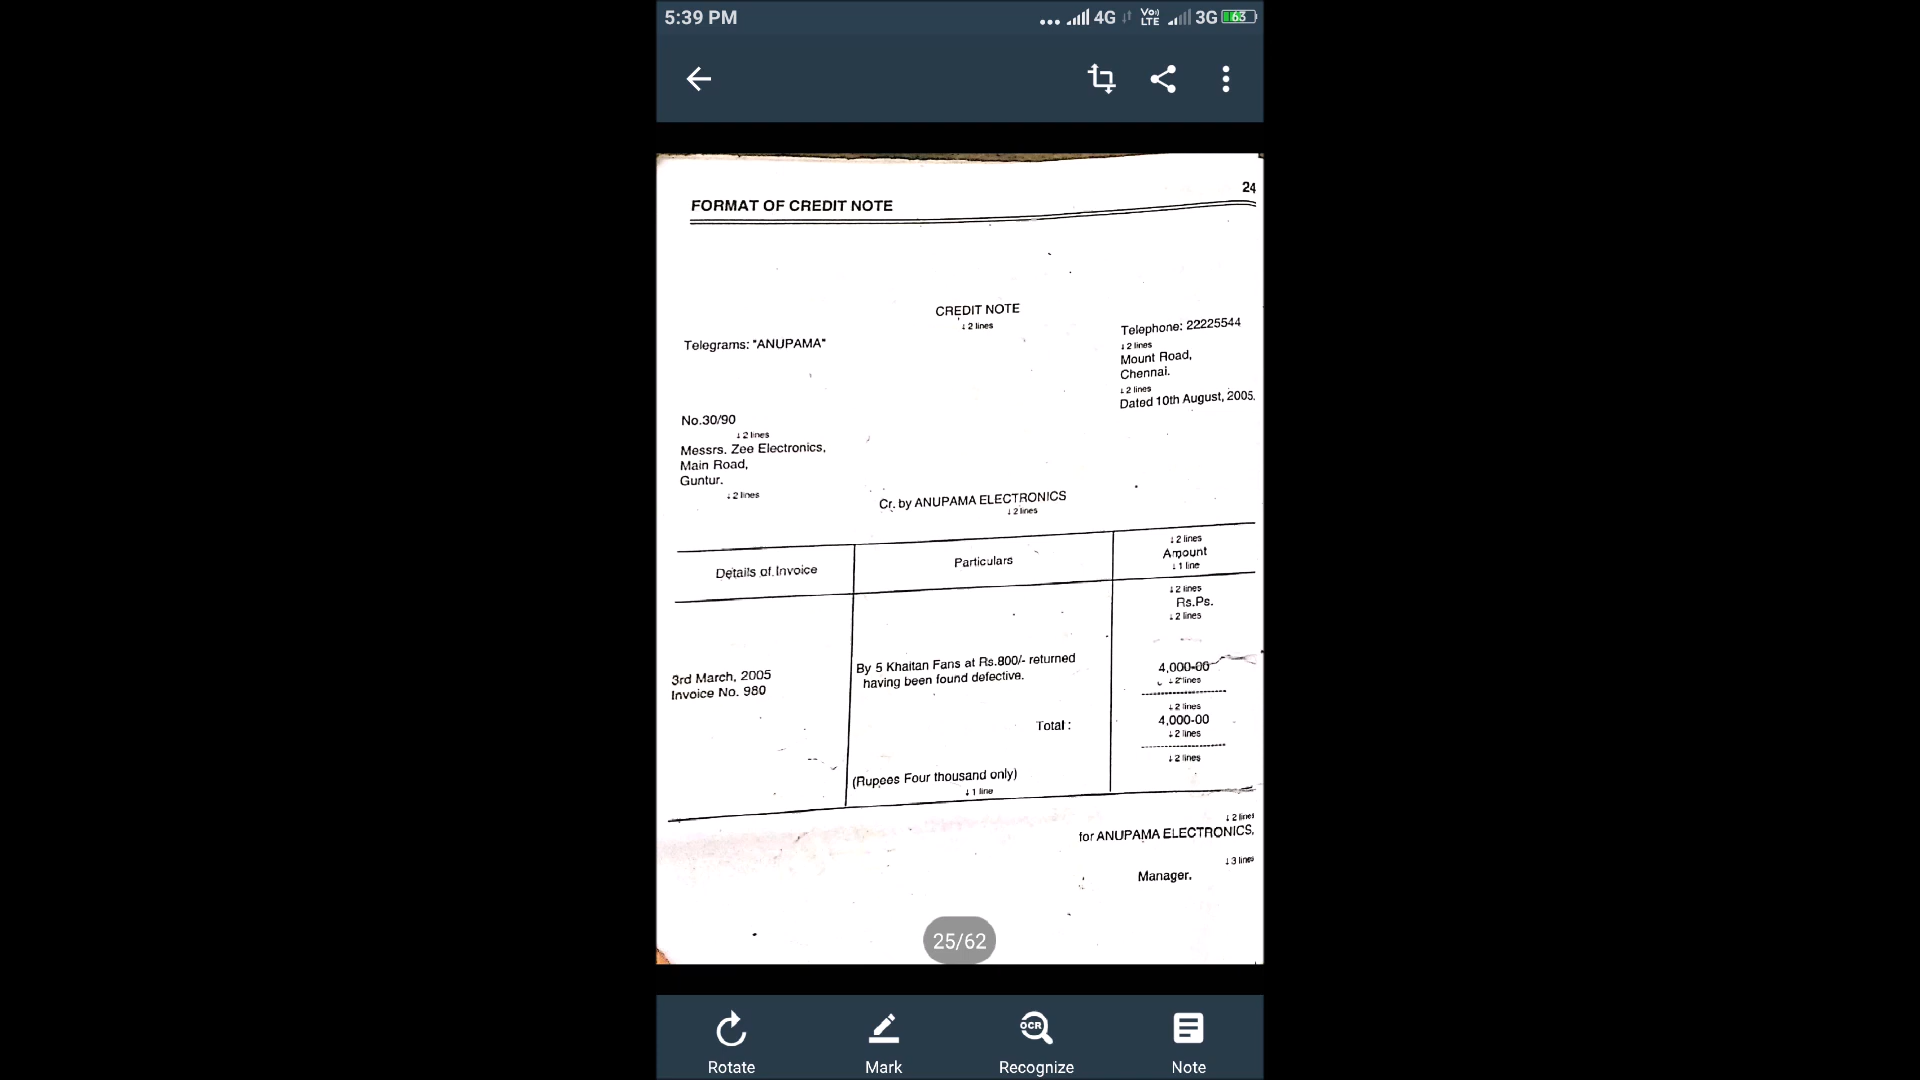 5:39 PM
4G VoLTE 3G 63
24
FORMAT OF CREDIT NOTE
CREDIT NOTE
↓ 2 lines
Telegrams: "ANUPAMA"
Telephone: 22225544
↓ 2 lines
Mount Road,
Chennai.
↓ 2 lines
Dated 10th August, 2005.
No.30/90
↓ 2 lines
Messrs. Zee Electronics,
Main Road,
Guntur.
↓ 2 lines
Cr. by ANUPAMA ELECTRONICS
↓ 2 lines
↓ 2 lines
Details of Invoice Particulars Amount
↓ 1 line
↓ 2 lines
Rs.Ps.
↓ 2 lines
3rd March, 2005 By 5 Khaitan Fans at Rs.800/- returned 4,000-00
Invoice No. 980 having been found defective. ↓ 2 lines
↓ 2 lines
Total : 4,000-00
↓ 2 lines
↓ 2 lines
(Rupees Four thousand only)
↓ 1 line
↓ 2 lines
for ANUPAMA ELECTRONICS.
↓ 3 lines
Manager.
25/62
OCR
Rotate Mark Recognize Note